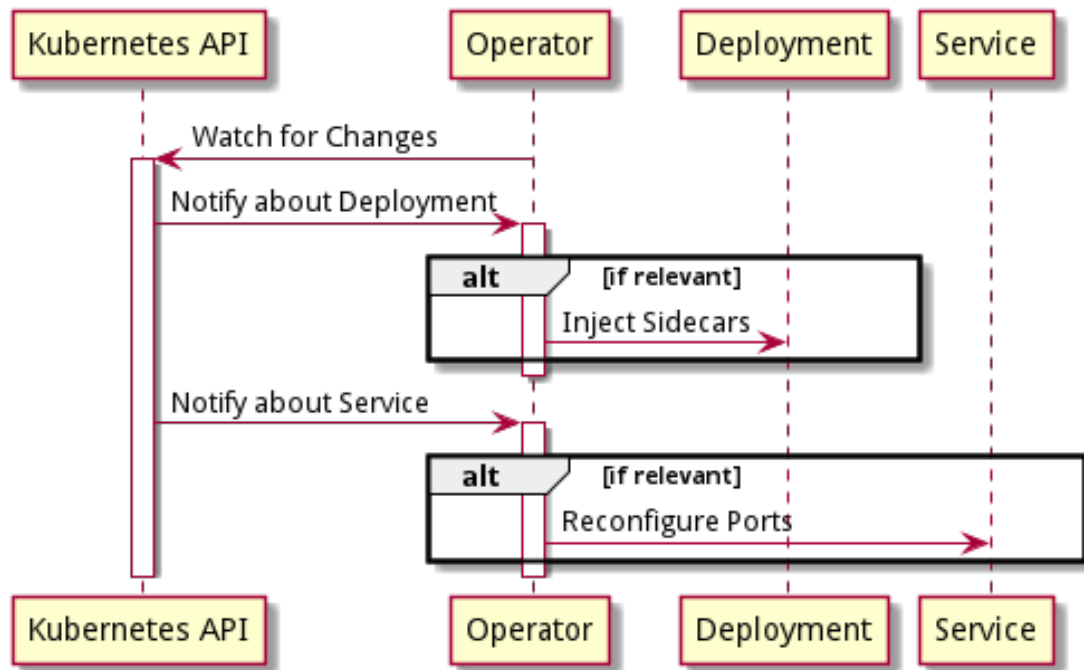 Kubernetes API
Operator
Deployment
Service
Watch for Changes
Notify about Deployment
alt
[if relevant]
Inject Sidecars
Notify about Service
alt
[if relevant]
Reconfigure Ports
Kubernetes API
Operator
Deployment
Service